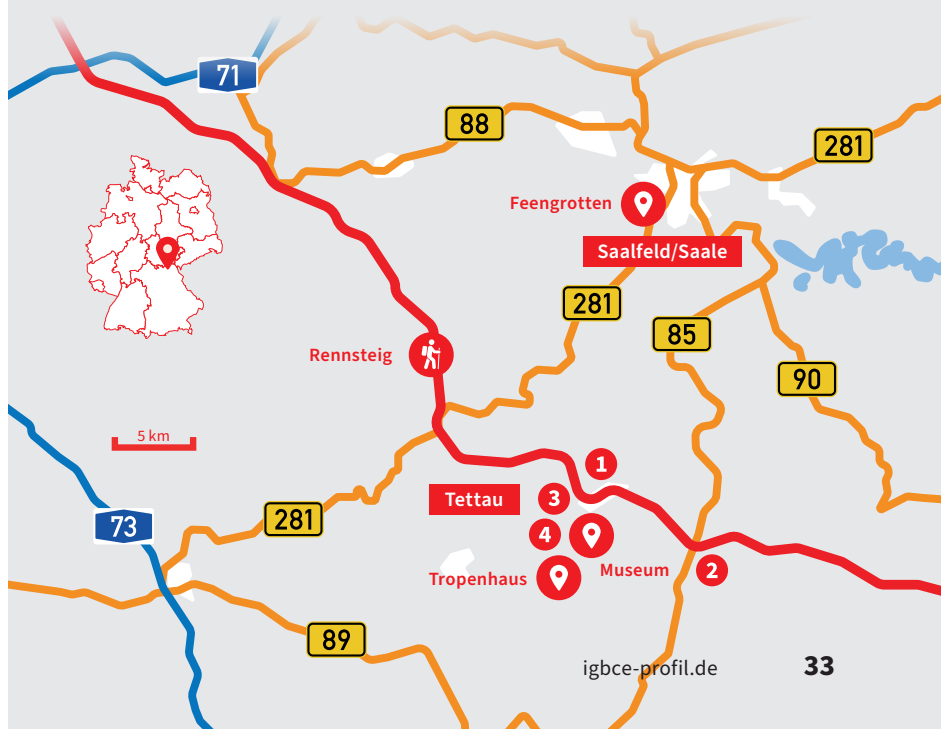 71
88
281
Feengrotten
Saalfeld/Saale
281
85
Rennsteig
90
5 km
1
Tettau
3
281
73
4
Museum
2
Tropenhaus
89
igbce-profil.de
33